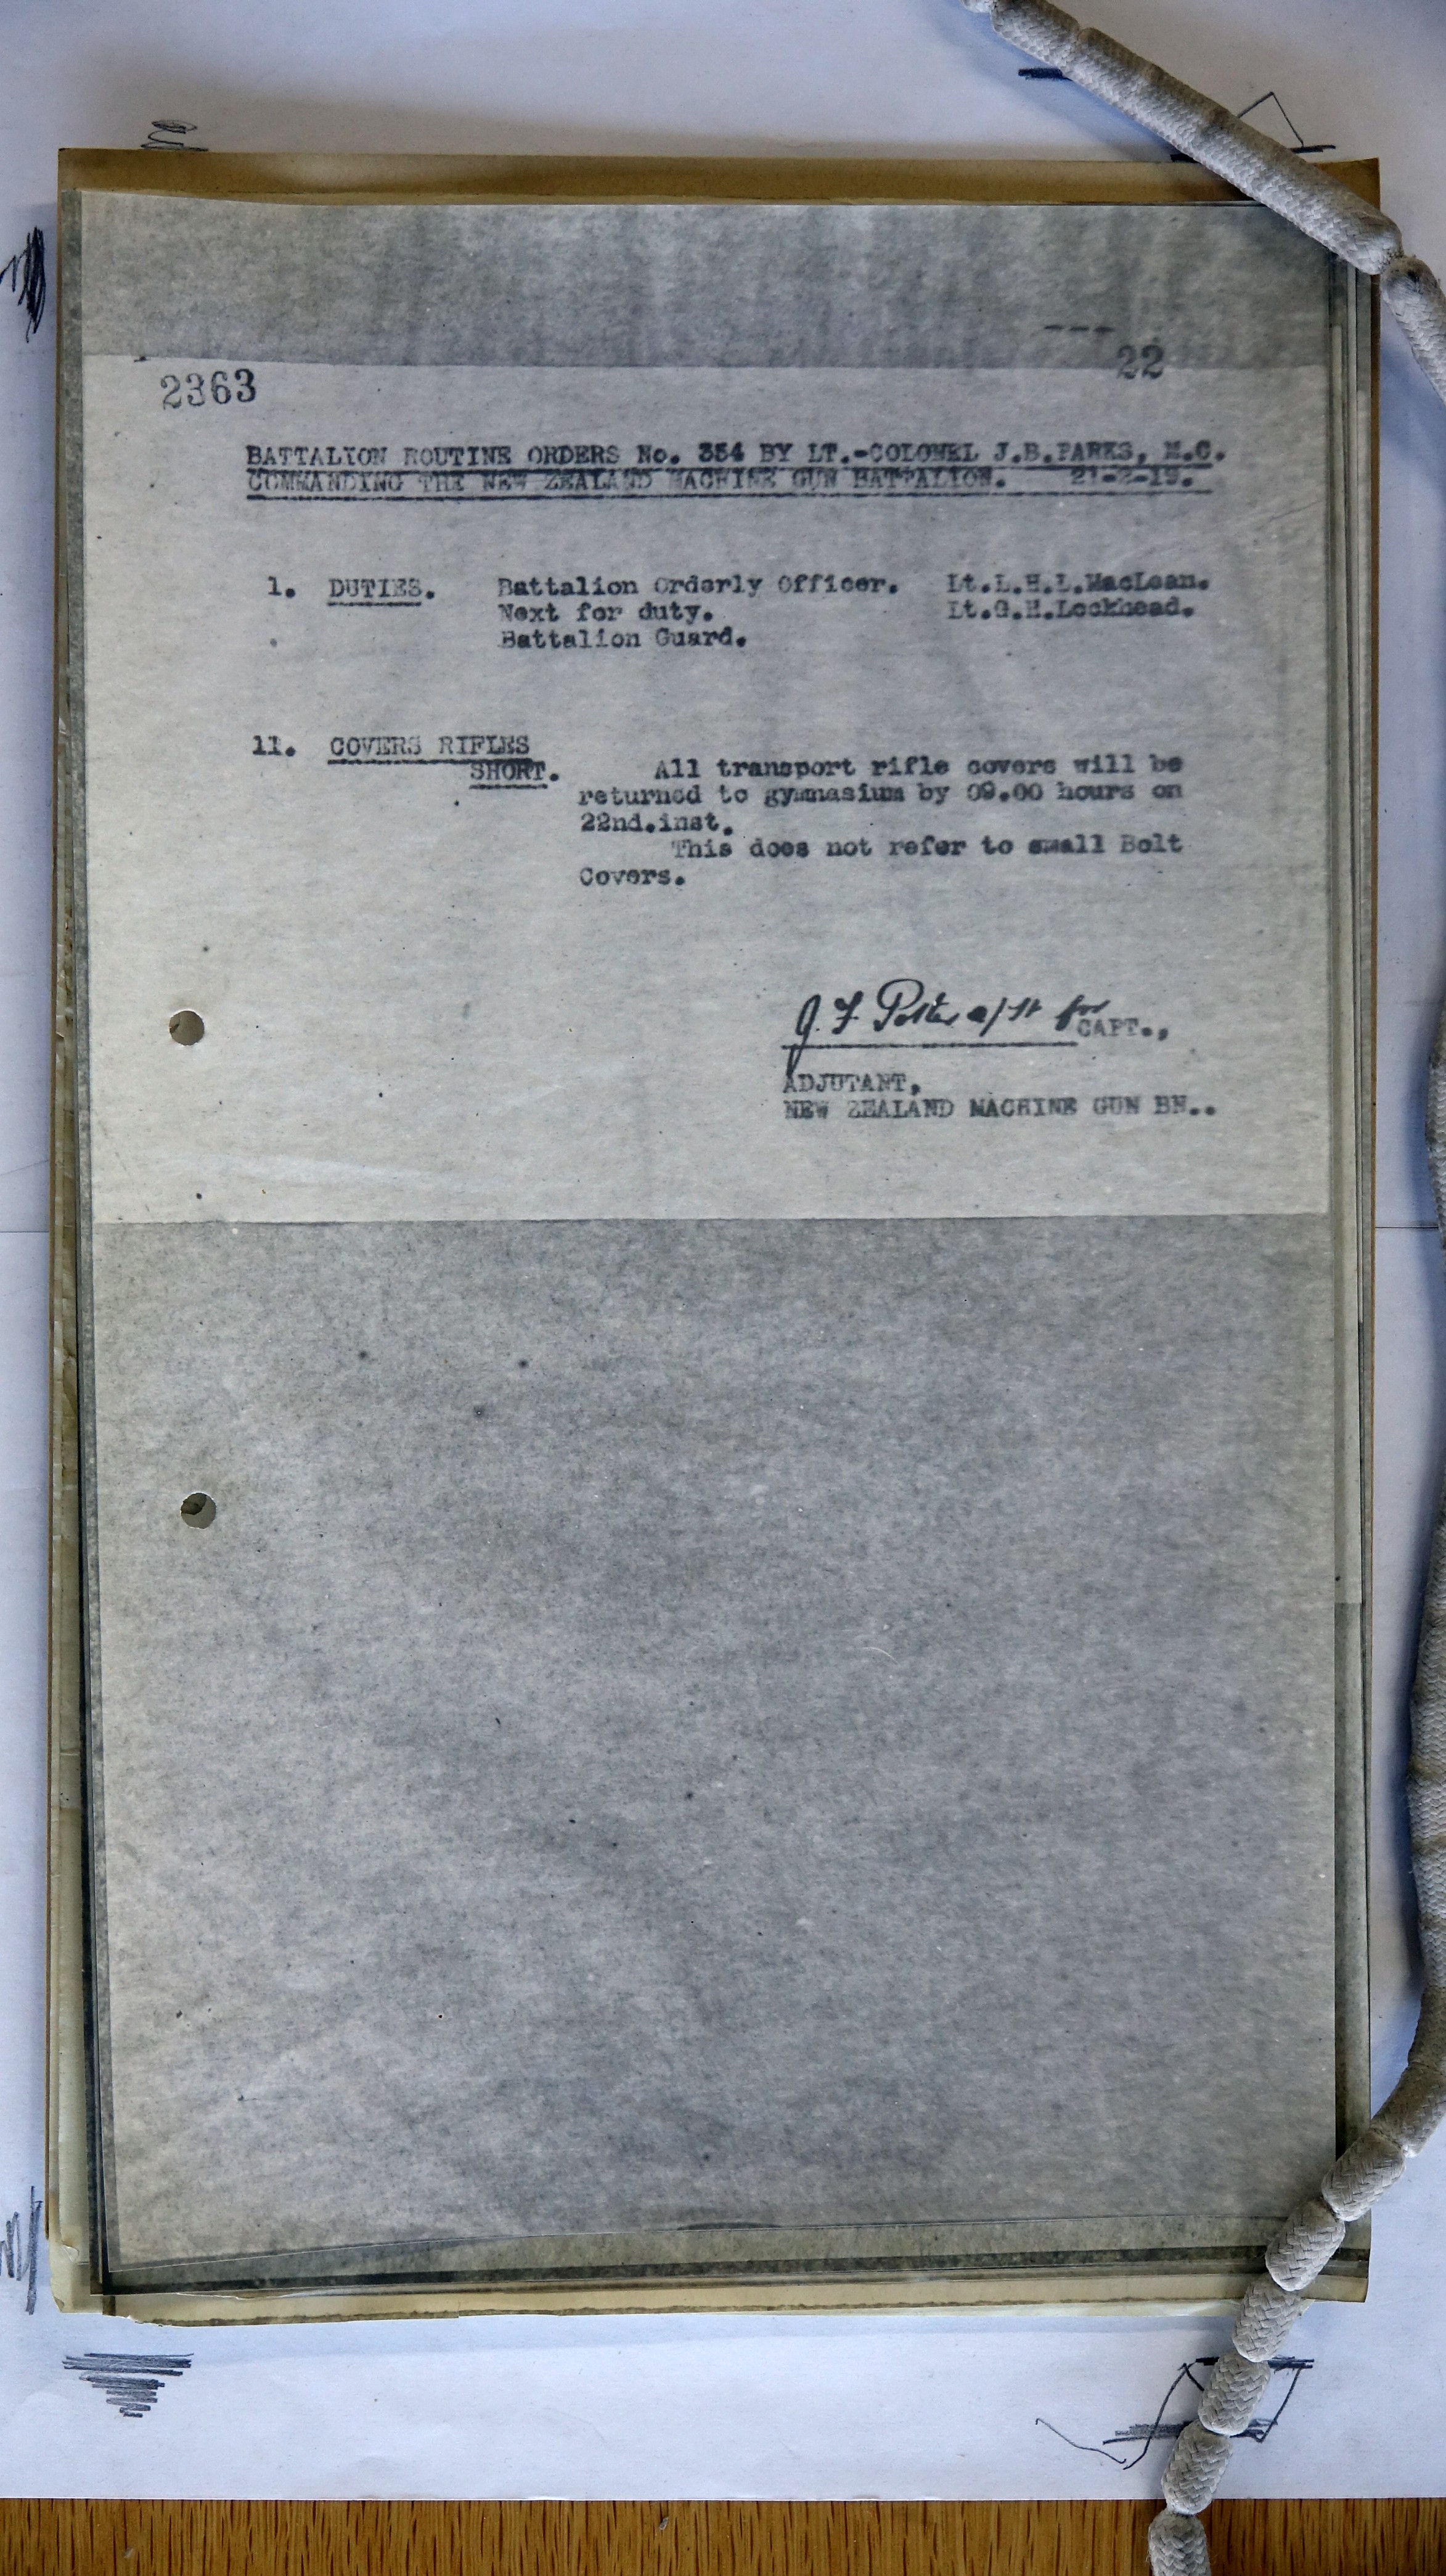 22
2363
BATTALION ROUTINE ORDERS No. 354 BY LT.-COLONEL J.B.PARKS, M.C.
COMMANDING THE NEW ZEALAND MACHINE GUN BATTALION. 21-2-19.
1. DUTIES. Battalion Orderly Officer. Lt.L.H.L.MacLean.
Next for duty. Lt.G.H.Lockhead.
Battalion Guard.
11. COVERS RIFLES
SHORT. All transport rifle covers will be
returned to gymnasium by 09.00 hours on
22nd.inst.
This does not refer to small Bolt
Covers.
J. F. Potter a/Lt for CAPT.,
ADJUTANT,
NEW ZEALAND MACHINE GUN BN..